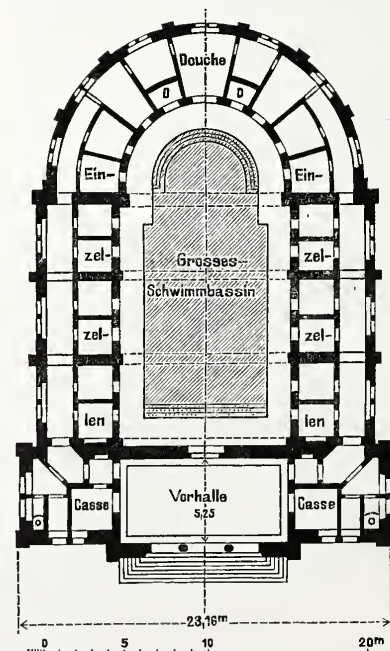 Douche
D D
Ein- Ein-
Grosses-
zel- zel-
Schwimmbassin
zel- zel-
len len
Vorhalle
Casse 5,25 Casse
23,16m
0 5 10 20m